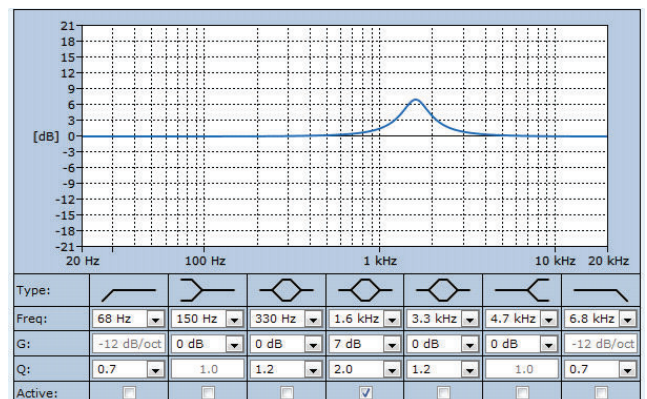 21
18
15
12
9
6
3
[dB] 0
-3
-6
-9
-12
-15
-18
-21
20 Hz 100 Hz 1 kHz 10 kHz 20 kHz
Type:
Freq: 68 Hz 150 Hz 330 Hz 1.6 kHz 3.3 kHz 4.7 kHz 6.8 kHz
G: -12 dB/oct 0 dB 0 dB 7 dB 0 dB 0 dB -12 dB/oct
Q: 0.7 1.0 1.2 2.0 1.2 1.0 0.7
Active: